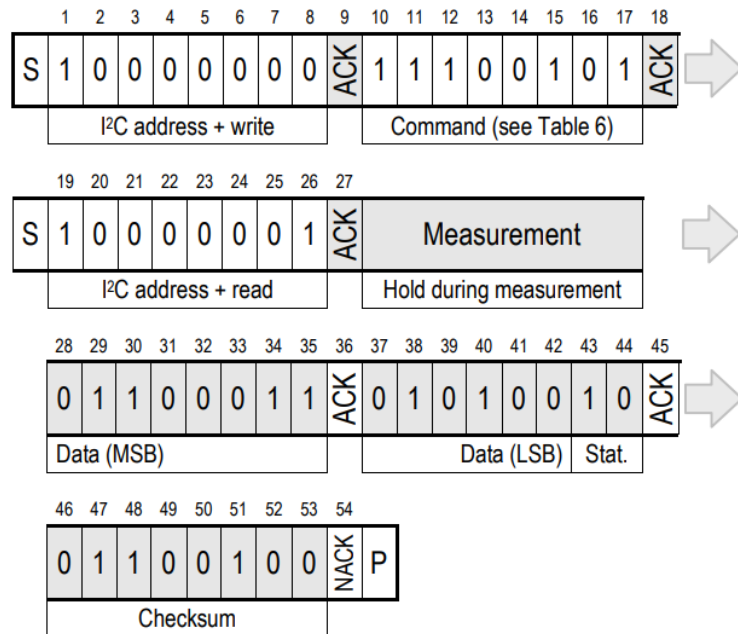 1 2 3 4 5 6 7 8 9 10 11 12 13 14 15 16 17 18
S 1 0 0 0 0 0 0 0 ACK 1 1 1 0 0 1 0 1 ACK
I²C address + write Command (see Table 6)
19 20 21 22 23 24 25 26 27
S 1 0 0 0 0 0 0 1 ACK Measurement
I²C address + read Hold during measurement
28 29 30 31 32 33 34 35 36 37 38 39 40 41 42 43 44 45
0 1 1 0 0 0 1 1 ACK 0 1 0 1 0 0 1 0 ACK
Data (MSB) Data (LSB) Stat.
46 47 48 49 50 51 52 53 54
0 1 1 0 0 1 0 0 NACK P
Checksum